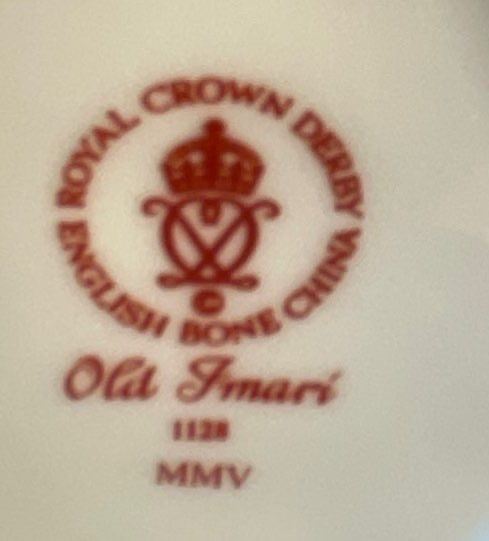 ROYAL CROWN DERBY
ENGLISH BONE CHINA
©
Old Imari
1128
MMV